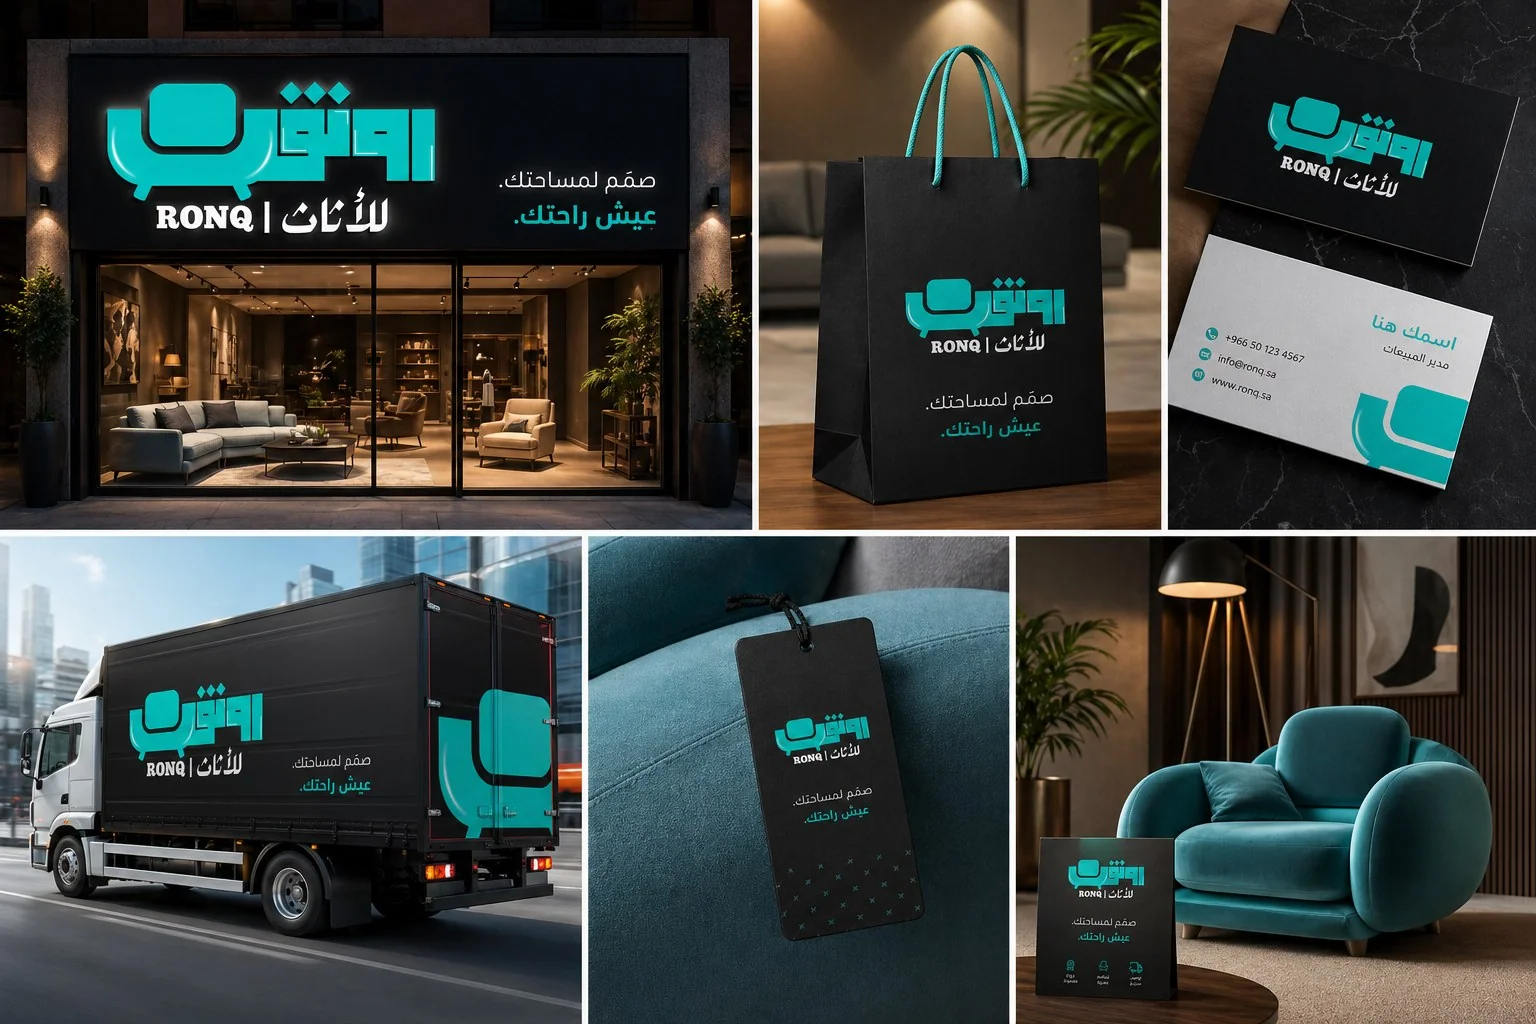 رونق
RONQ | للأثاث
صمّم لمساحتك.
عيش راحتك.
رونق
RONQ | للأثاث
صمّم لمساحتك.
عيش راحتك.
رونق
RONQ | للأثاث
اسمك هنا
مدير المبيعات
+966 50 123 4567
info@ronq.sa
www.ronq.sa
رونق
RONQ | للأثاث
صمّم لمساحتك.
عيش راحتك.
رونق
RONQ | للأثاث
صمّم لمساحتك.
عيش راحتك.
رونق
RONQ | للأثاث
صمّم لمساحتك.
عيش راحتك.